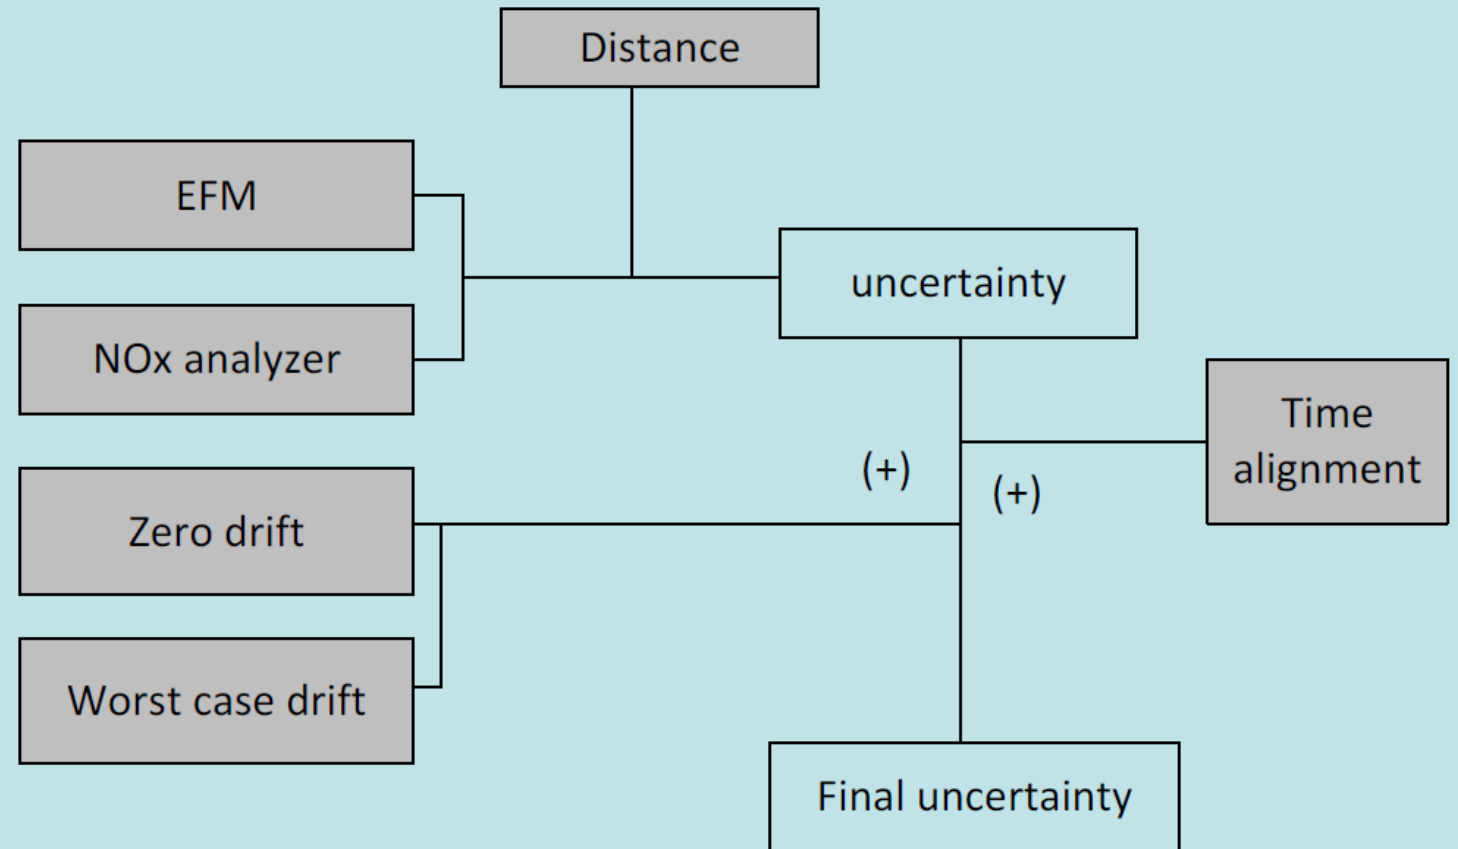 Distance
EFM
uncertainty
NOx analyzer
Time
alignment
(+)
(+)
Zero drift
Worst case drift
Final uncertainty